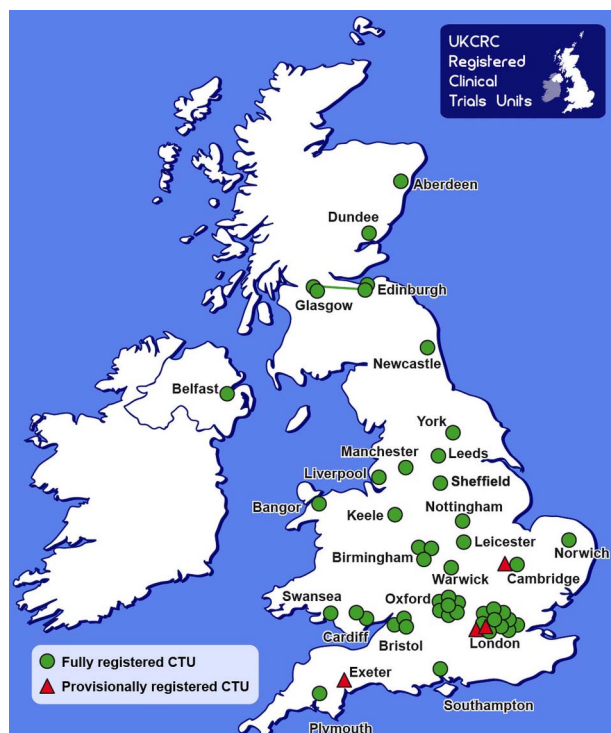 UKCRC
Registered
Clinical
Trials Units
Aberdeen
Dundee
Edinburgh
Glasgow
Newcastle
Belfast
York
Manchester
Leeds
Liverpool
Sheffield
Bangor
Nottingham
Keele
Leicester
Norwich
Birmingham
Warwick
Cambridge
Swansea
Oxford
Cardiff
Bristol
London
Fully registered CTU
Provisionally registered CTU
Exeter
Southampton
Plymouth